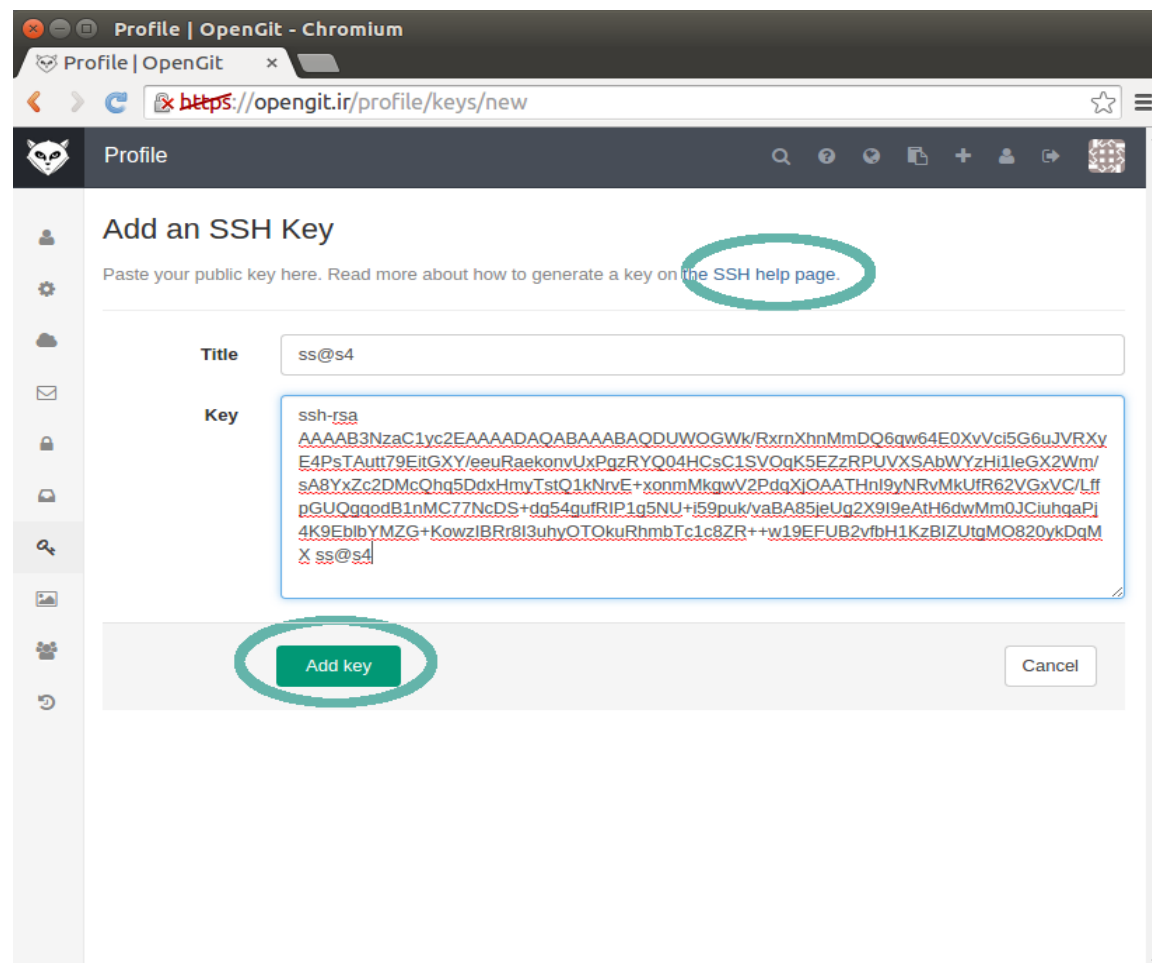 Profile | OpenGit - Chromium
Profile | OpenGit
https://opengit.ir/profile/keys/new
Profile
Add an SSH Key
Paste your public key here. Read more about how to generate a key on the SSH help page.
Title
ss@s4
Key
ssh-rsa
AAAAB3NzaC1yc2EAAAADAQABAAABAQDUWOGWk/RxrnXhnMmDQ6qw64E0XvVci5G6uJVRXy
E4PsTAutt79EitGXY/eeuRaekonvUxPgzRYQ04HCsC1SVOqK5EZzRPUVXSAbWYzHi1leGX2Wm/
sA8YxZc2DMcQhq5DdxHmyTstQ1kNrvE+xonmMkgwV2PdqXjOAATHnI9yNRvMkUfR62VGxVC/Lff
pGUQgqodB1nMC77NcDS+dg54gufRIP1g5NU+i59puk/vaBA85jeUg2X9I9eAtH6dwMm0JCiuhqaPj
4K9EblbYMZG+KowzIBRr8I3uhyOTOkuRhmbTc1c8ZR++w19EFUB2vfbH1KzBIZUtgMO820ykDqM
X ss@s4
Add key
Cancel